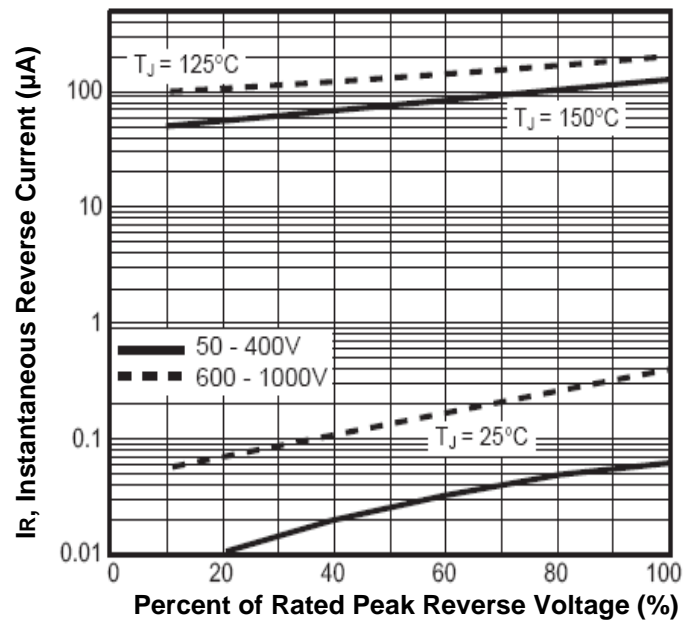 IR, Instantaneous Reverse Current (µA)
100
10
1
0.1
0.01
TJ = 125°C
TJ = 150°C
50 - 400V
600 - 1000V
TJ = 25°C
0 20 40 60 80 100
Percent of Rated Peak Reverse Voltage (%)